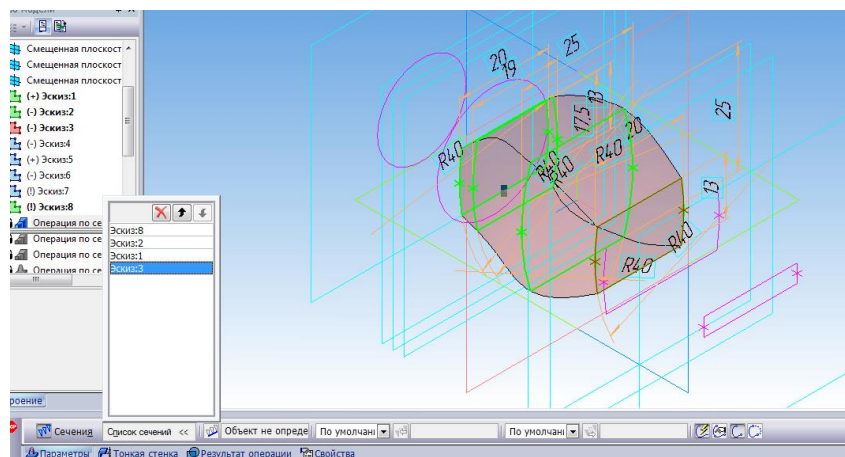 Смещенная плоскост
Смещенная плоскост
Смещенная плоскост
(+) Эскиз:1
(-) Эскиз:2
(-) Эскиз:3
(-) Эскиз:4
(+) Эскиз:5
(-) Эскиз:6
(!) Эскиз:7
(!) Эскиз:8
Операция по се
Операция по се
Операция по се
Операция по се
Эскиз:8
Эскиз:2
Эскиз:1
Эскиз:3
20
19
25
13
17.5
20
25
13
R40
R40
R40
R40
R40
R40
роение
Сечения Список сечений << Объект не опреде По умолчани По умолчани
Параметры Тонкая стенка Результат операции Свойства